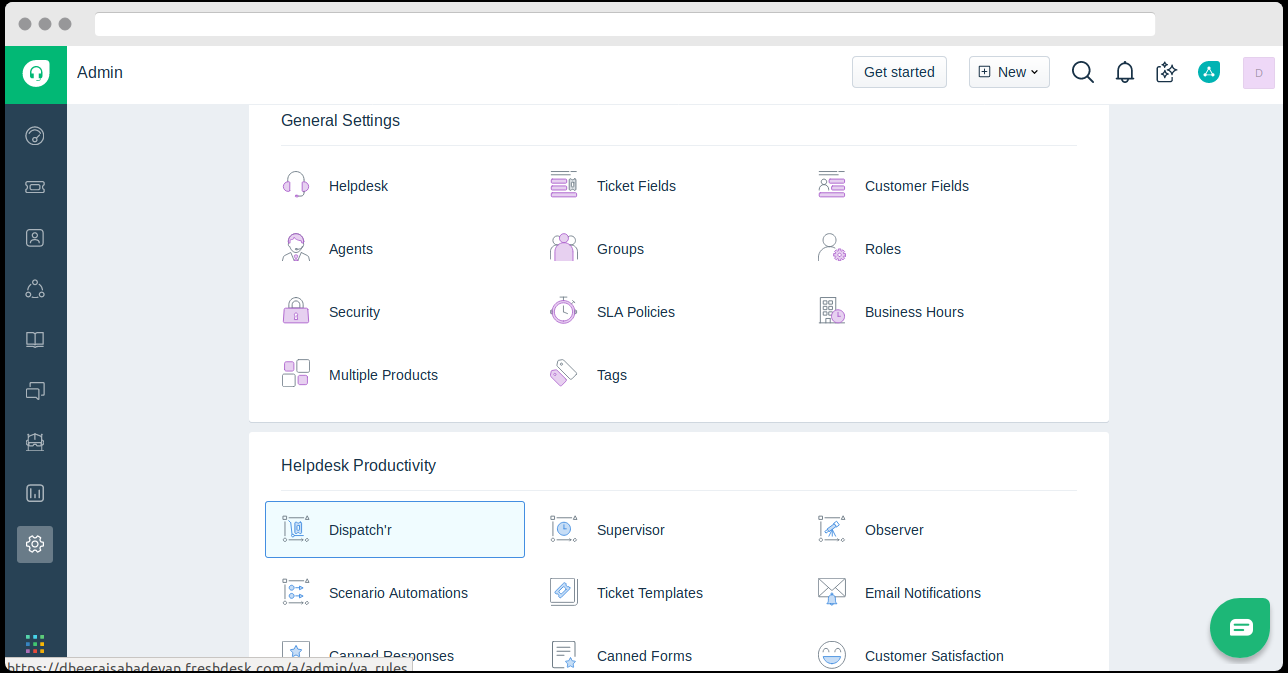 Admin
Get started
New
D
General Settings
Helpdesk
Ticket Fields
Customer Fields
Agents
Groups
Roles
Security
SLA Policies
Business Hours
Multiple Products
Tags
Helpdesk Productivity
Dispatch'r
Supervisor
Observer
Scenario Automations
Ticket Templates
Email Notifications
Canned Responses
Canned Forms
Customer Satisfaction
https://dheerajsahadevan.freshdesk.com/a/admin/va_rules